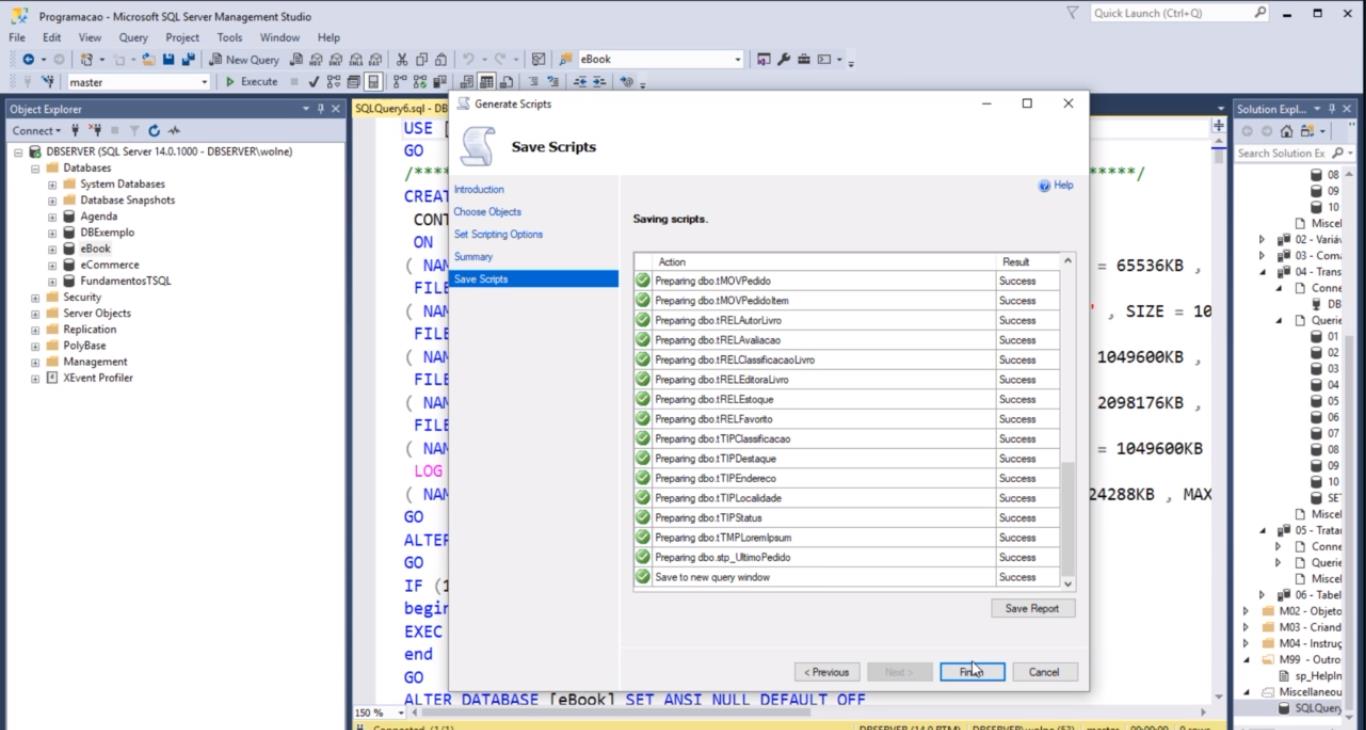 Programacao - Microsoft SQL Server Management Studio
Quick Launch (Ctrl+Q)
File Edit View Query Project Tools Window Help
New Query
eBook
master
Execute
Object Explorer
Connect
DBSERVER (SQL Server 14.0.1000 - DBSERVER\wolne)
Databases
System Databases
Database Snapshots
Agenda
DBExemplo
eBook
eCommerce
FundamentosTSQL
Security
Server Objects
Replication
PolyBase
Management
XEvent Profiler
SQLQuery6.sql - DB
USE [
GO
/****
*****/
CREAT
CONT
ON
( NAM
= 65536KB ,
FILE
( NAM
' , SIZE = 10
FILE
( NAM
1049600KB ,
FILE
( NAM
2098176KB ,
FILE
( NAM
= 1049600KB
LOG
( NAM
24288KB , MAX
GO
ALTER
GO
IF (1
begin
EXEC
end
GO
ALTER DATABASE [eBook] SET ANSI_NULL_DEFAULT OFF
150 %
Connected. (1/1)
DBSERVER (14.0 RTM)
DBSERVER\wolne (57)
master
00:00:00
0 rows
Generate Scripts
Save Scripts
Introduction
Choose Objects
Set Scripting Options
Summary
Save Scripts
Help
Saving scripts.
Action Result
Preparing dbo.tMOVPedido Success
Preparing dbo.tMOVPedidoItem Success
Preparing dbo.tRELAutorLivro Success
Preparing dbo.tRELAvaliacao Success
Preparing dbo.tRELClassificacaoLivro Success
Preparing dbo.tRELEditoraLivro Success
Preparing dbo.tRELEstoque Success
Preparing dbo.tRELFavorito Success
Preparing dbo.tTIPClassificacao Success
Preparing dbo.tTIPDestaque Success
Preparing dbo.tTIPEndereco Success
Preparing dbo.tTIPLocalidade Success
Preparing dbo.tTIPStatus Success
Preparing dbo.tTMPLoremIpsum Success
Preparing dbo.stp_UltimoPedido Success
Save to new query window Success
Save Report
< Previous
Next >
Cancel
Solution Expl...
Search Solution Ex
08
09
10
Miscel
02 - Variáv
03 - Coma
04 - Trans
Conne
DB
Querie
01
02
03
04
05
06
07
08
09
10
SE
Miscel
05 - Tratar
Conne
Querie
Miscel
06 - Tabel
M02 - Objeto
M03 - Criand
M04 - Instruç
M99 - Outro
sp_HelpIn
Miscellaneou
SQLQuery